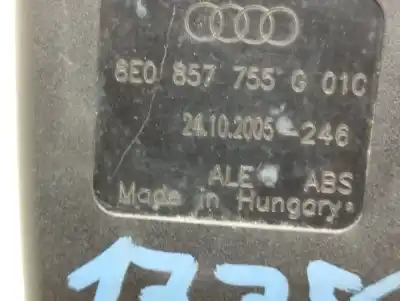 8E0 857 755 G 01C
24.10.2005 246
ALE ABS
Made in Hungary